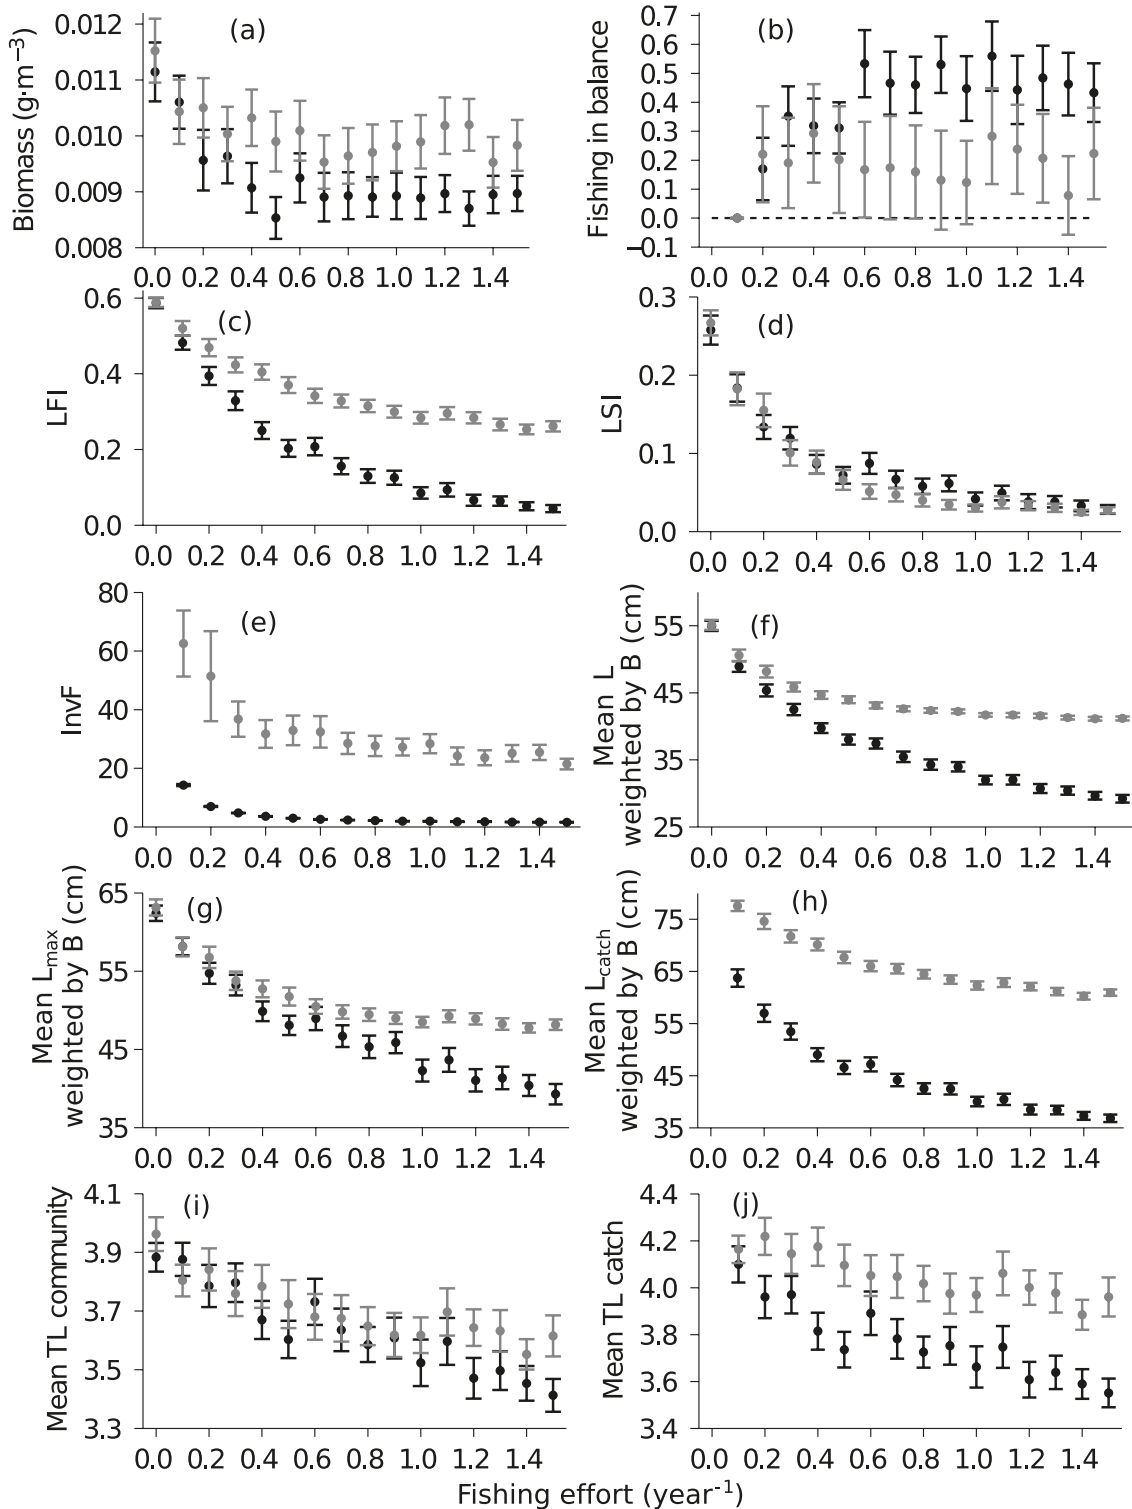 (a)
Biomass (g·m⁻³)
0.012
0.011
0.010
0.009
0.008
0.0 0.2 0.4 0.6 0.8 1.0 1.2 1.4
(b)
Fishing in balance
0.7
0.6
0.5
0.4
0.3
0.2
0.1
0.0
−0.1
0.0 0.2 0.4 0.6 0.8 1.0 1.2 1.4
(c)
LFI
0.6
0.4
0.2
0.0
0.0 0.2 0.4 0.6 0.8 1.0 1.2 1.4
(d)
LSI
0.3
0.2
0.1
0.0
0.0 0.2 0.4 0.6 0.8 1.0 1.2 1.4
(e)
InvF
80
60
40
20
0
0.0 0.2 0.4 0.6 0.8 1.0 1.2 1.4
(f)
Mean L
weighted by B (cm)
55
45
35
25
0.0 0.2 0.4 0.6 0.8 1.0 1.2 1.4
(g)
Mean Lmax
weighted by B (cm)
65
55
45
35
0.0 0.2 0.4 0.6 0.8 1.0 1.2 1.4
(h)
Mean Lcatch
weighted by B (cm)
75
65
55
45
35
0.0 0.2 0.4 0.6 0.8 1.0 1.2 1.4
(i)
Mean TL community
4.1
3.9
3.7
3.5
3.3
0.0 0.2 0.4 0.6 0.8 1.0 1.2 1.4
(j)
Mean TL catch
4.4
4.2
4.0
3.8
3.6
3.4
0.0 0.2 0.4 0.6 0.8 1.0 1.2 1.4
Fishing effort (year⁻¹)